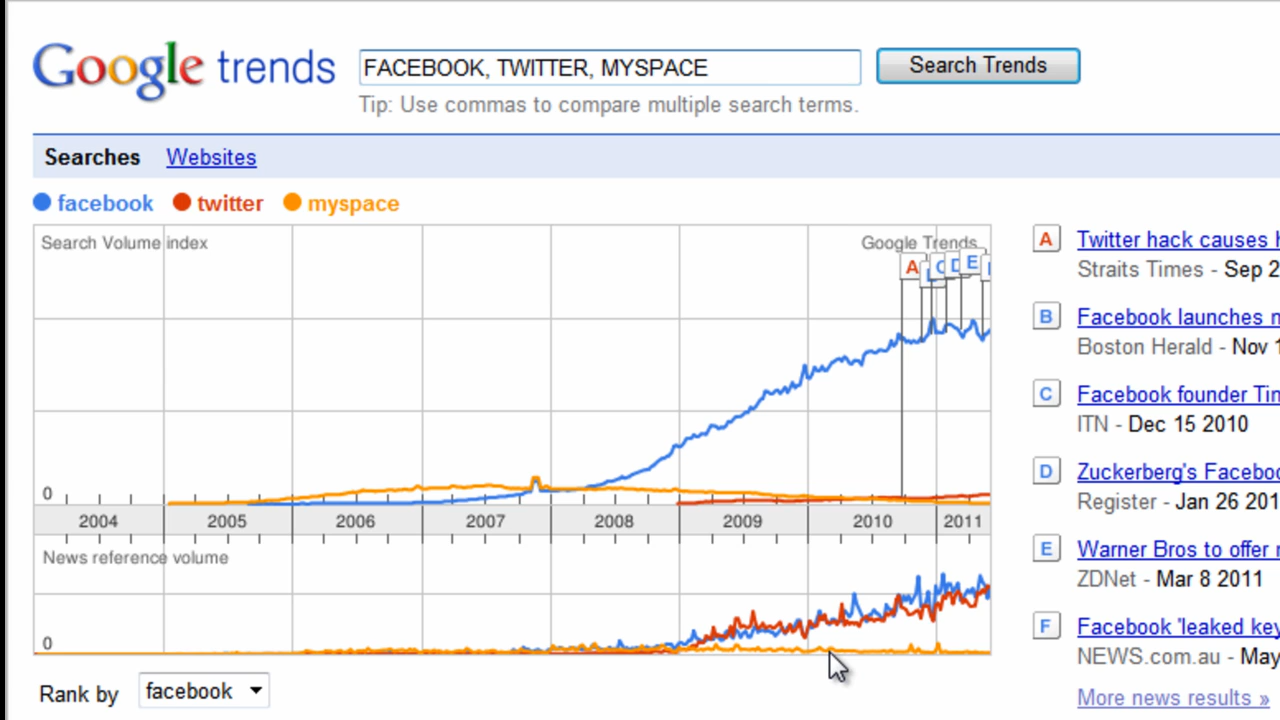 Google trends
FACEBOOK, TWITTER, MYSPACE
Search Trends
Tip: Use commas to compare multiple search terms.
Searches Websites
facebook twitter myspace
Search Volume index
Google Trends
A C D E
0
2004 2005 2006 2007 2008 2009 2010 2011
News reference volume
0
Rank by facebook
A Twitter hack causes
Straits Times - Sep 2
B Facebook launches
Boston Herald - Nov 1
C Facebook founder
ITN - Dec 15 2010
D Zuckerberg's
Register - Jan 26 201
E Warner Bros to offer
ZDNet - Mar 8 2011
F Facebook 'leaked
NEWS.com.au - May
More news results »